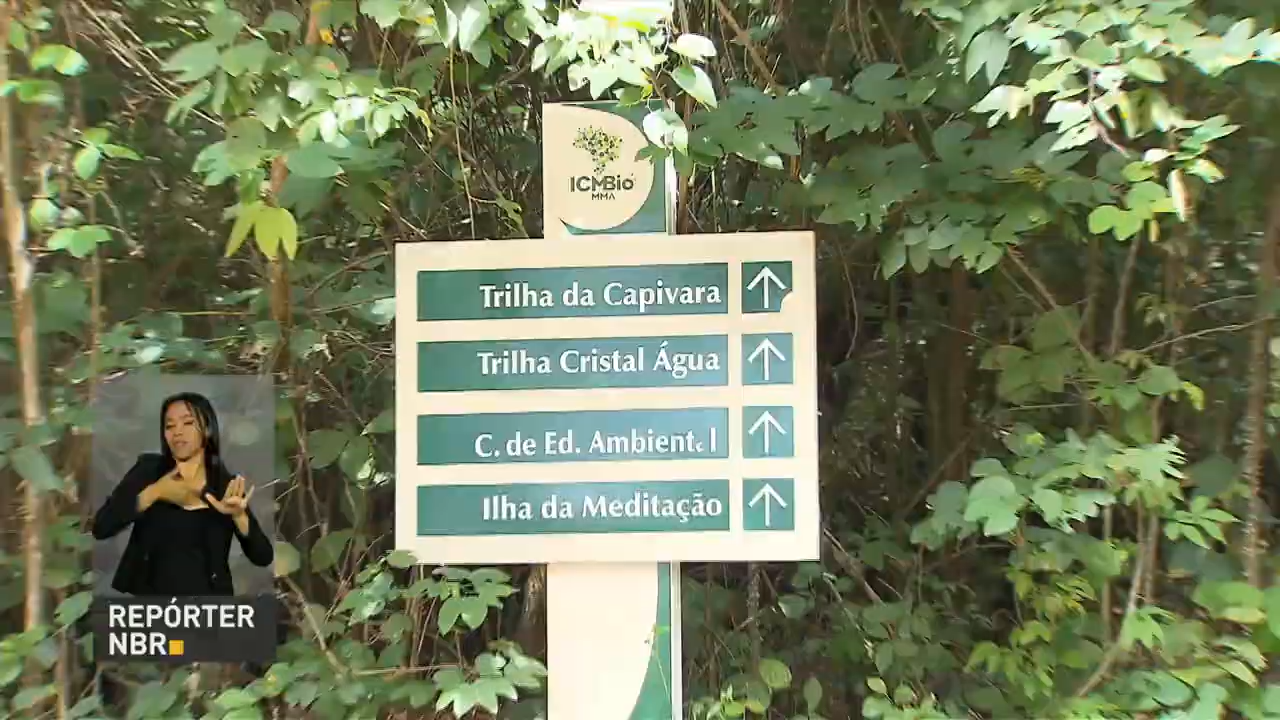 ICMBio
MMA
Trilha da Capivara
Trilha Cristal Água
C. de Ed. Ambient. l
Ilha da Meditação
REPÓRTER
NBR